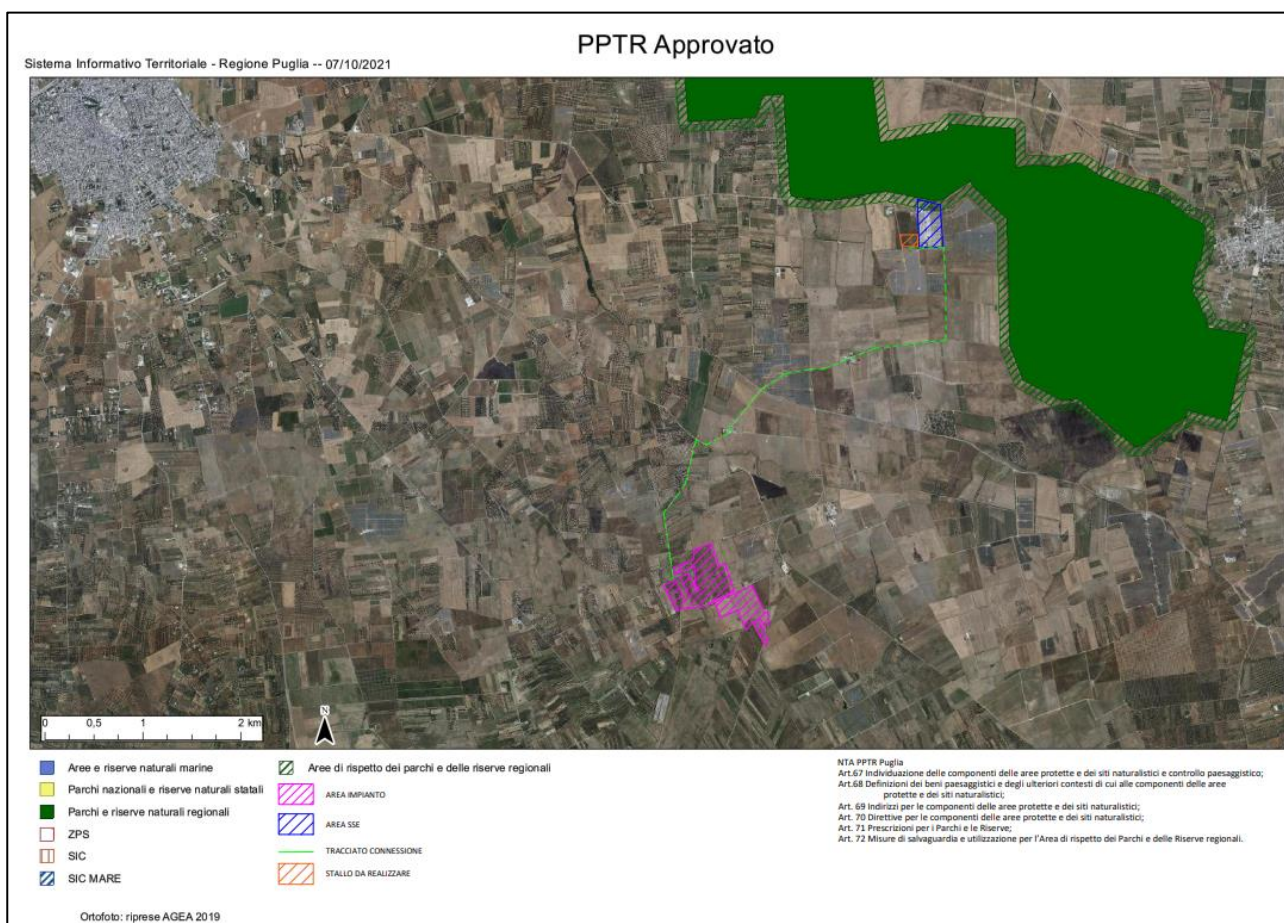 PPTR Approvato
Sistema Informativo Territoriale - Regione Puglia -- 07/10/2021
N
0 0,5 1 2 km
Aree e riserve naturali marine
Parchi nazionali e riserve naturali statali
Parchi e riserve naturali regionali
ZPS
SIC
SIC MARE
Aree di rispetto dei parchi e delle riserve regionali
AREA IMPIANTO
AREA SSE
TRACCIATO CONNESSIONE
STALLO DA REALIZZARE
NTA PPTR Puglia
Art.67 Individuazione delle componenti delle aree protette e dei siti naturalistici e controllo paesaggistico;
Art.68 Definizioni dei beni paesaggistici e degli ulteriori contesti di cui alle componenti delle aree
protette e dei siti naturalistici;
Art. 69 Indirizzi per le componenti delle aree protette e dei siti naturalistici;
Art. 70 Direttive per le componenti delle aree protette e dei siti naturalistici;
Art. 71 Prescrizioni per i Parchi e le Riserve;
Art. 72 Misure di salvaguardia e utilizzazione per l'Area di rispetto dei Parchi e delle Riserve regionali.
Ortofoto: riprese AGEA 2019